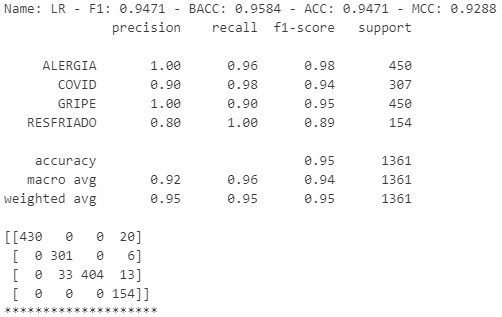 Name: LR - F1: 0.9471 - BACC: 0.9584 - ACC: 0.9471 - MCC: 0.9288
precision recall f1-score support
ALERGIA 1.00 0.96 0.98 450
COVID 0.90 0.98 0.94 307
GRIPE 1.00 0.90 0.95 450
RESFRIADO 0.80 1.00 0.89 154
accuracy 0.95 1361
macro avg 0.92 0.96 0.94 1361
weighted avg 0.95 0.95 0.95 1361
[[430 0 0 20]
[ 0 301 0 6]
[ 0 33 404 13]
[ 0 0 0 154]]
********************